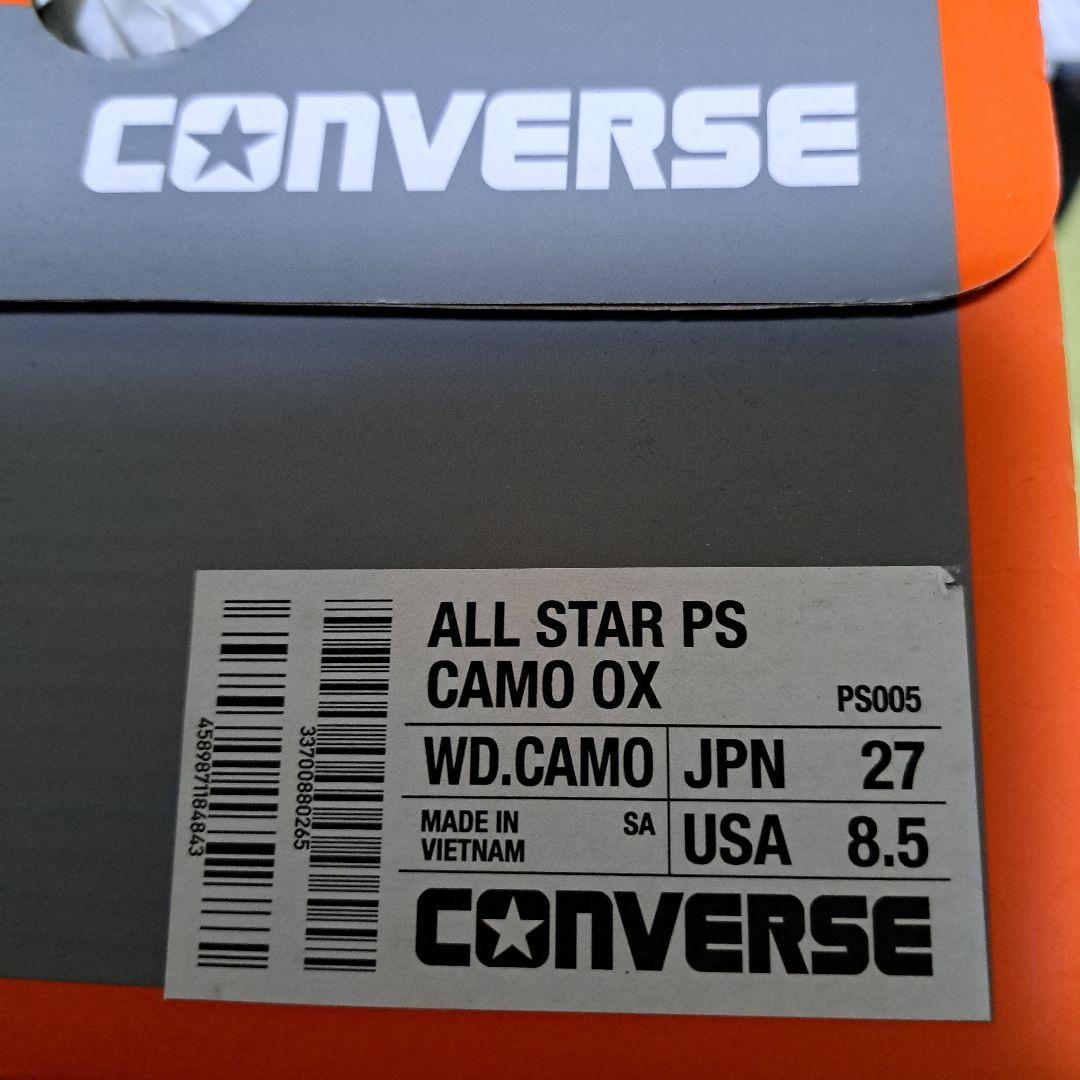 CONVERSE
ALL STAR PS
CAMO OX
PS005
WD.CAMO
JPN 27
MADE IN
VIETNAM
SA
USA 8.5
CONVERSE
4589871184843
33700880265